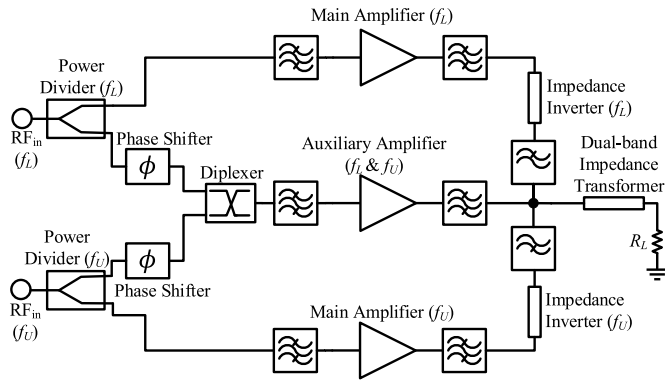 Main Amplifier (fL)
Power
Divider (fL)
Impedance
Inverter (fL)
RFin
(fL)
Phase Shifter
ϕ
Diplexer
Auxiliary Amplifier
(fL & fU)
Dual-band
Impedance
Transformer
RL
Power
Divider (fU)
ϕ
Phase Shifter
RFin
(fU)
Main Amplifier (fU)
Impedance
Inverter (fU)